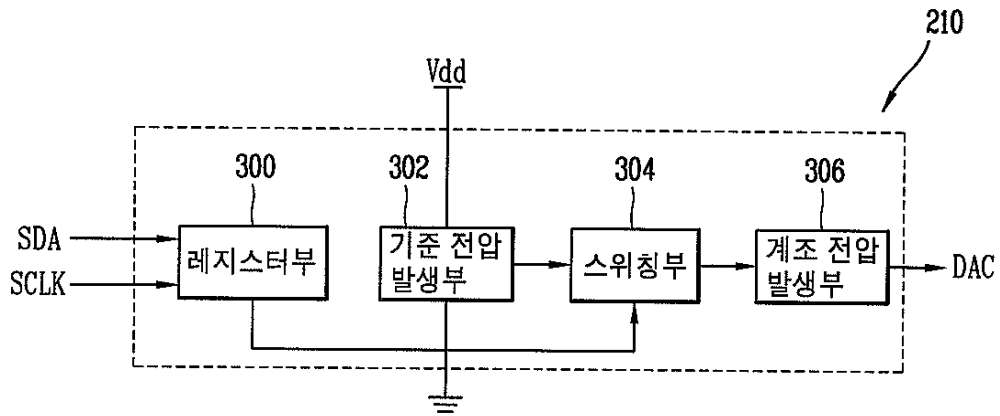 210
Vdd
300
302
304
306
SDA
SCLK
레지스터부
기준 전압
발생부
스위칭부
계조 전압
발생부
DAC